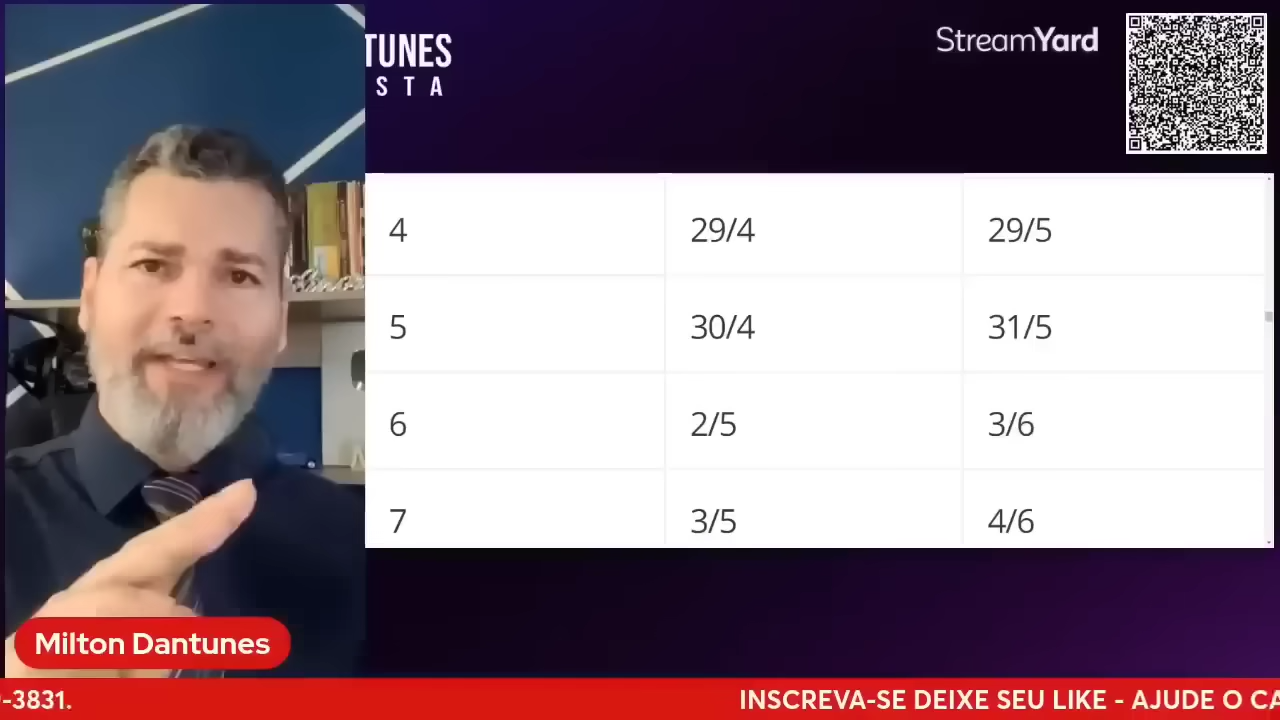 TUNES
STA
StreamYard
4 29/4 29/5
5 30/4 31/5
6 2/5 3/6
7 3/5 4/6
Milton Dantunes
-3831. INSCREVA-SE DEIXE SEU LIKE - AJUDE O CA